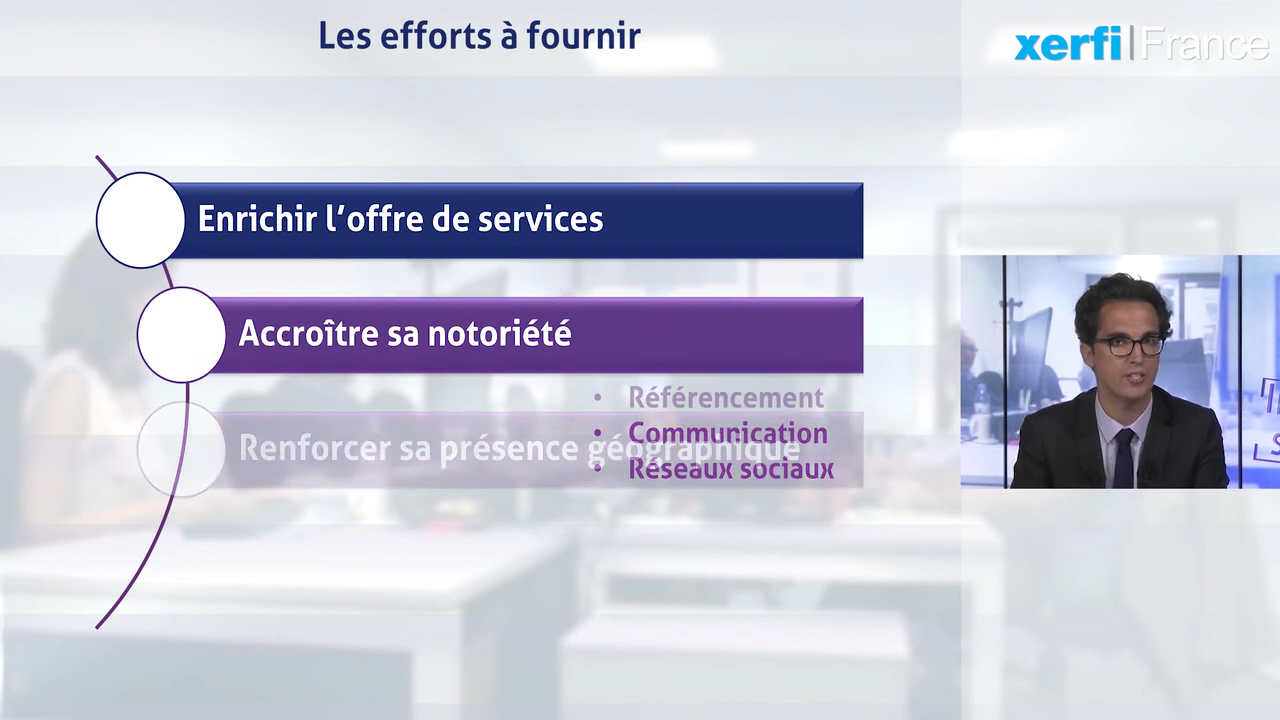 Les efforts à fournir
xerfi France
Enrichir l'offre de services
Accroître sa notoriété
• Référencement
Renforcer sa présence géographique
• Communication
• Réseaux sociaux